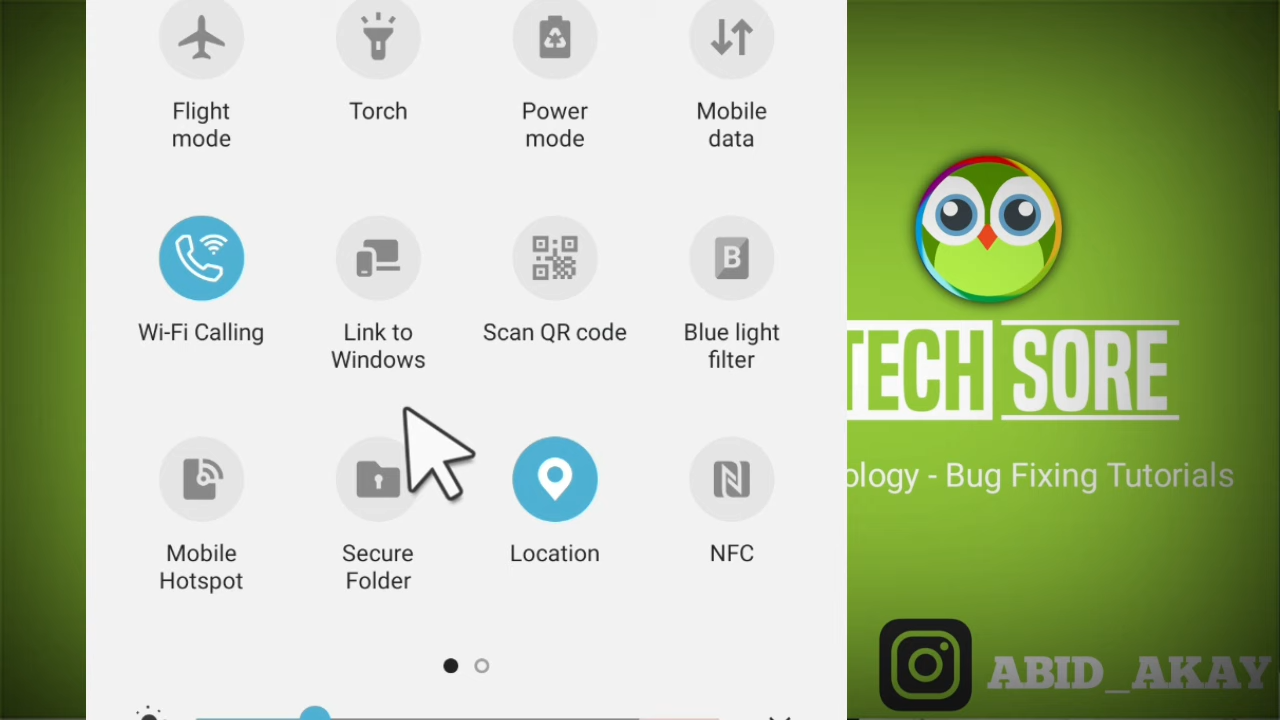 Flight
mode
Torch
Power
mode
Mobile
data
Wi-Fi Calling
Link to
Windows
Scan QR code
B
Blue light
filter
Mobile
Hotspot
Secure
Folder
Location
NFC
TECH SORE
ology - Bug Fixing Tutorials
ABID_AKAY